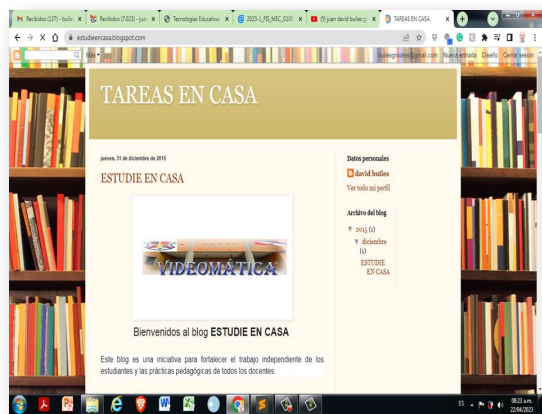 Recibidos (137) - builes
Recibidos (7.023) - juan
Tecnologías Educativas
2023-1_FIS_MEC_G101
(5) juan david builes gr
TAREAS EN CASA
estudieencasa.blogspot.com
Más
builesgrisales@gmail.com Nueva entrada Diseño Cerrar sesión
TAREAS EN CASA
jueves, 31 de diciembre de 2015
ESTUDIE EN CASA
VIDEOMÁTICA
Bienvenidos al blog ESTUDIE EN CASA
Este blog es una iniciativa para fortalecer el trabajo independiente de los
estudiantes y las prácticas pedagógicas de todos los docentes.
Datos personales
david builes
Ver todo mi perfil
Archivo del blog
▼ 2015 (1)
▼ diciembre
(1)
ESTUDIE
EN CASA
ES
08:23 a.m.
22/04/2023